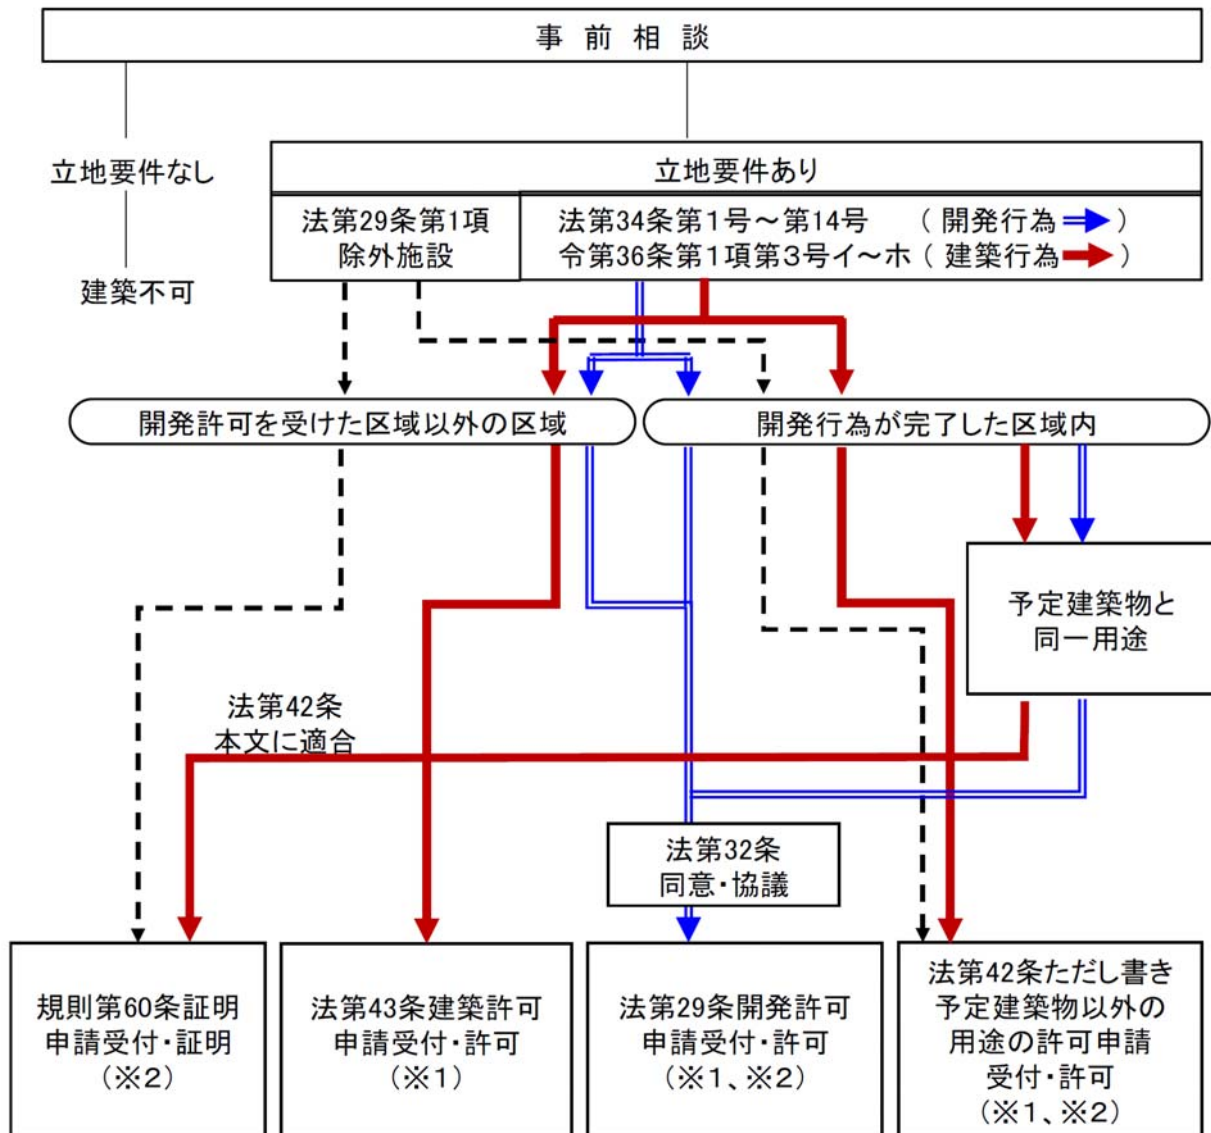 事前相談
立地要件なし
建築不可
立地要件あり
法第29条第1項
除外施設
法第34条第1号～第14号 （開発行為 ）
令第36条第1項第3号イ～ホ（建築行為 ）
開発許可を受けた区域以外の区域
開発行為が完了した区域内
予定建築物と
同一用途
法第42条
本文に適合
法第32条
同意・協議
規則第60条証明
申請受付・証明
（※2）
法第43条建築許可
申請受付・許可
（※1）
法第29条開発許可
申請受付・許可
（※1、※2）
法第42条ただし書き
予定建築物以外の
用途の許可申請
受付・許可
（※1、※2）